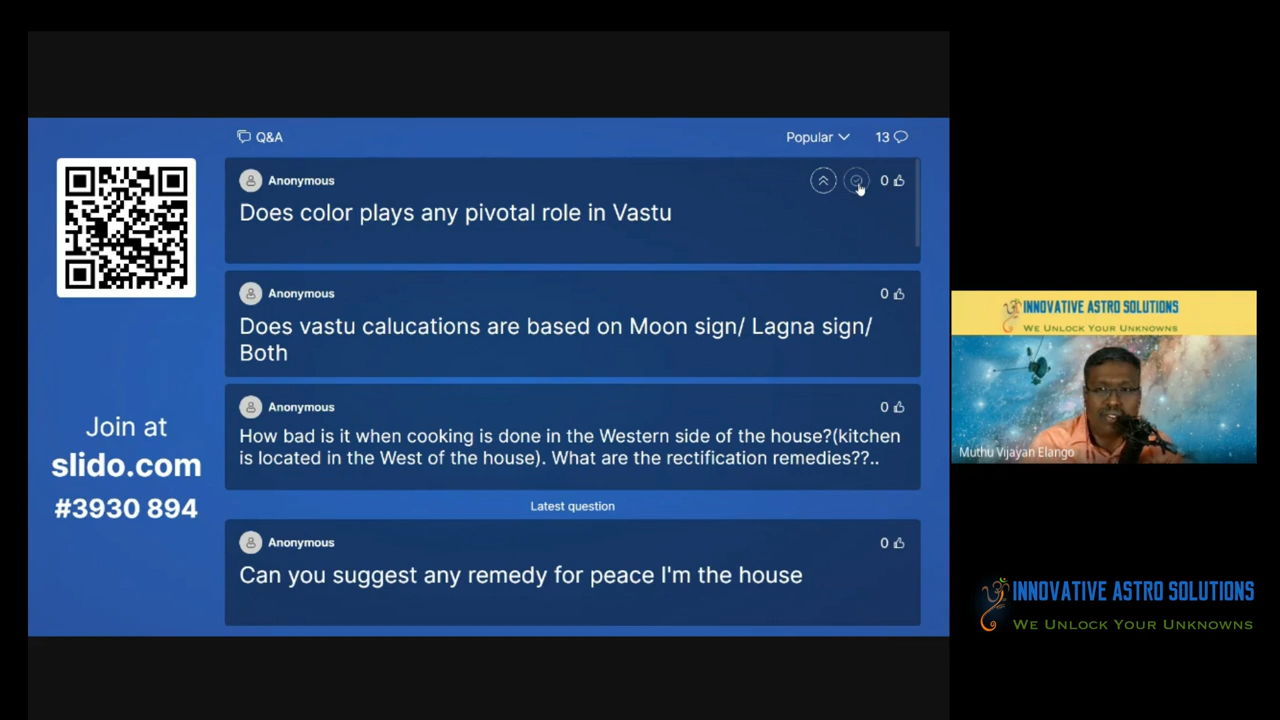 Q&A
Popular
13
Anonymous
0
Does color plays any pivotal role in Vastu
Anonymous
0
Does vastu calucations are based on Moon sign/ Lagna sign/
Both
Anonymous
0
How bad is it when cooking is done in the Western side of the house?(kitchen
is located in the West of the house). What are the rectification remedies??..
Latest question
Anonymous
0
Can you suggest any remedy for peace I'm the house
Join at
slido.com
#3930 894
INNOVATIVE ASTRO SOLUTIONS
WE UNLOCK YOUR UNKNOWNS
Muthu Vijayan Elango
INNOVATIVE ASTRO SOLUTIONS
WE UNLOCK YOUR UNKNOWNS